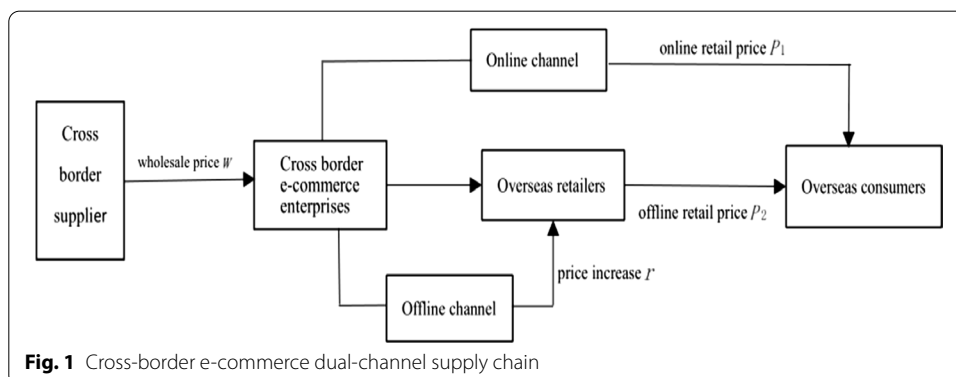 Online channel
online retail price P1
Cross
border
supplier
wholesale price w
Cross border
e-commerce
enterprises
Overseas retailers
offline retail price P2
Overseas consumers
price increase r
Offline channel
Fig. 1 Cross-border e-commerce dual-channel supply chain